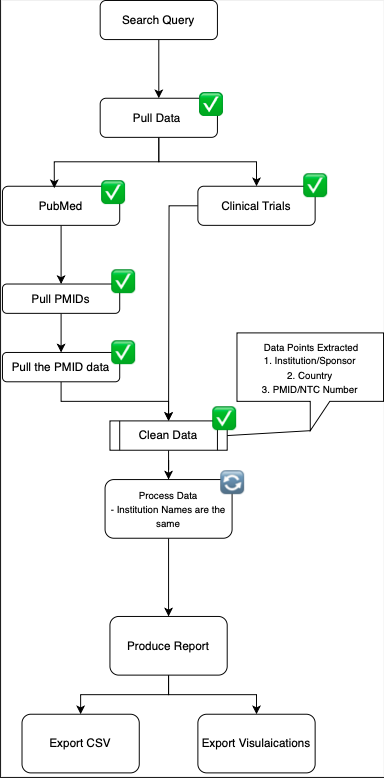 Search Query
Pull Data
PubMed
Clinical Trials
Pull PMIDs
Pull the PMID data
Data Points Extracted
1. Institution/Sponsor
2. Country
3. PMID/NTC Number
Clean Data
Process Data
- Institution Names are the
same
Produce Report
Export CSV
Export Visulaications